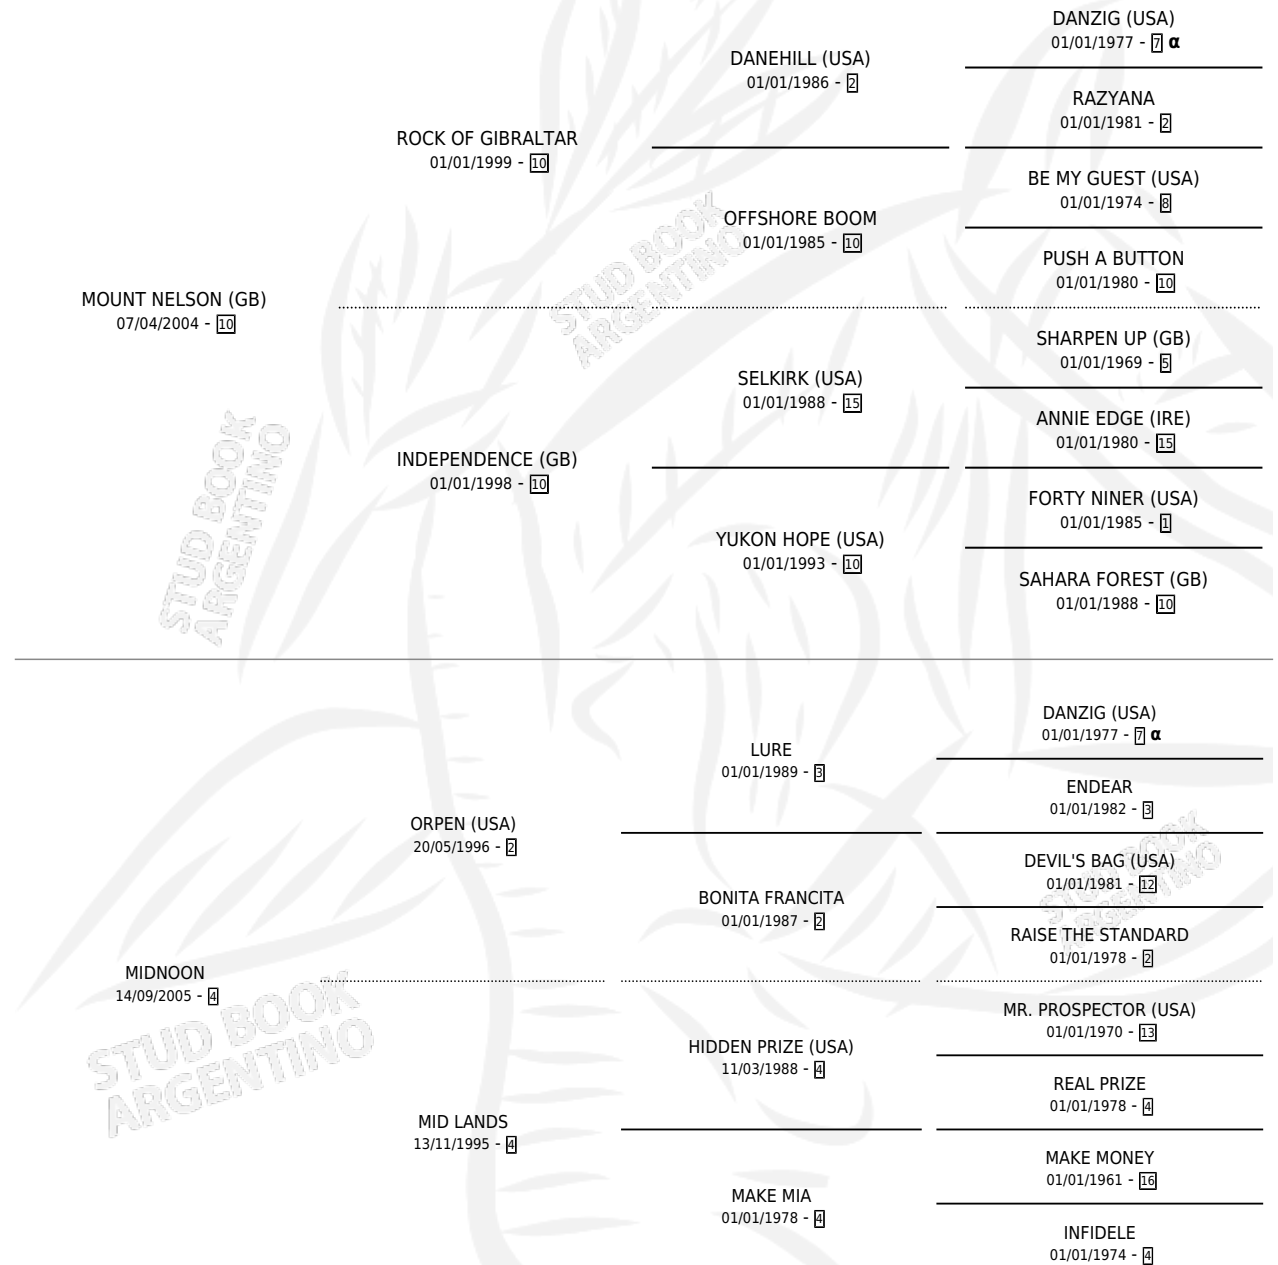 DANZIG (USA)
01/01/1977 - 7 α
DANEHILL (USA)
01/01/1986 - 2
RAZYANA
01/01/1981 - 2
ROCK OF GIBRALTAR
01/01/1999 - 10
BE MY GUEST (USA)
01/01/1974 - 8
OFFSHORE BOOM
01/01/1985 - 10
PUSH A BUTTON
01/01/1980 - 10
MOUNT NELSON (GB)
07/04/2004 - 10
SHARPEN UP (GB)
01/01/1969 - 5
SELKIRK (USA)
01/01/1988 - 15
ANNIE EDGE (IRE)
01/01/1980 - 15
INDEPENDENCE (GB)
01/01/1998 - 10
FORTY NINER (USA)
01/01/1985 - 1
YUKON HOPE (USA)
01/01/1993 - 10
SAHARA FOREST (GB)
01/01/1988 - 10
DANZIG (USA)
01/01/1977 - 7 α
LURE
01/01/1989 - 3
ENDEAR
01/01/1982 - 3
ORPEN (USA)
20/05/1996 - 2
DEVIL'S BAG (USA)
01/01/1981 - 12
BONITA FRANCITA
01/01/1987 - 2
RAISE THE STANDARD
01/01/1978 - 2
MIDNOON
14/09/2005 - 4
MR. PROSPECTOR (USA)
01/01/1970 - 13
HIDDEN PRIZE (USA)
11/03/1988 - 4
REAL PRIZE
01/01/1978 - 4
MID LANDS
13/11/1995 - 4
MAKE MONEY
01/01/1961 - 16
MAKE MIA
01/01/1978 - 4
INFIDELE
01/01/1974 - 4
STUD BOOK
ARGENTINO
STUD BOOK
ARGENTINO
STUD BOOK
ARGENTINO
STUD BOOK
ARGENTINO